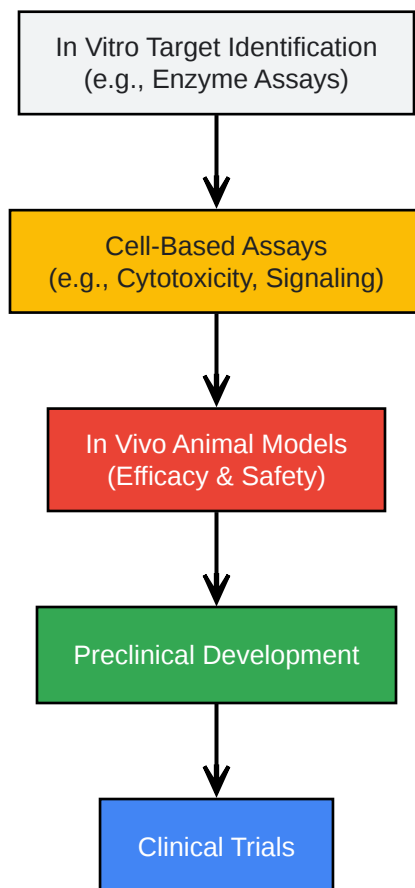 In Vitro Target Identification
(e.g., Enzyme Assays)
Cell-Based Assays
(e.g., Cytotoxicity, Signaling)
In Vivo Animal Models
(Efficacy & Safety)
Preclinical Development
Clinical Trials